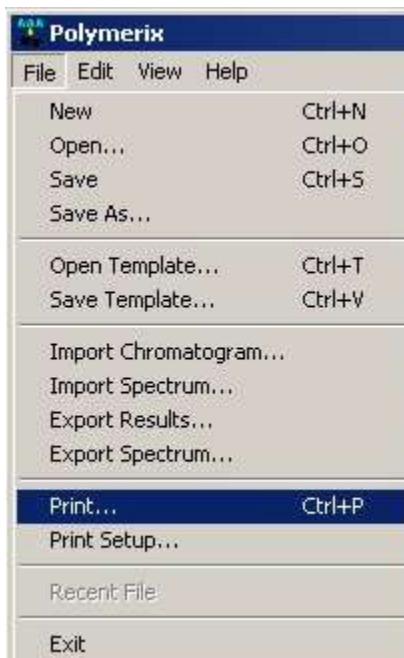 Polymerix
File Edit View Help
New Ctrl+N
Open... Ctrl+O
Save Ctrl+S
Save As...
Open Template... Ctrl+T
Save Template... Ctrl+V
Import Chromatogram...
Import Spectrum...
Export Results...
Export Spectrum...
Print... Ctrl+P
Print Setup...
Recent File
Exit